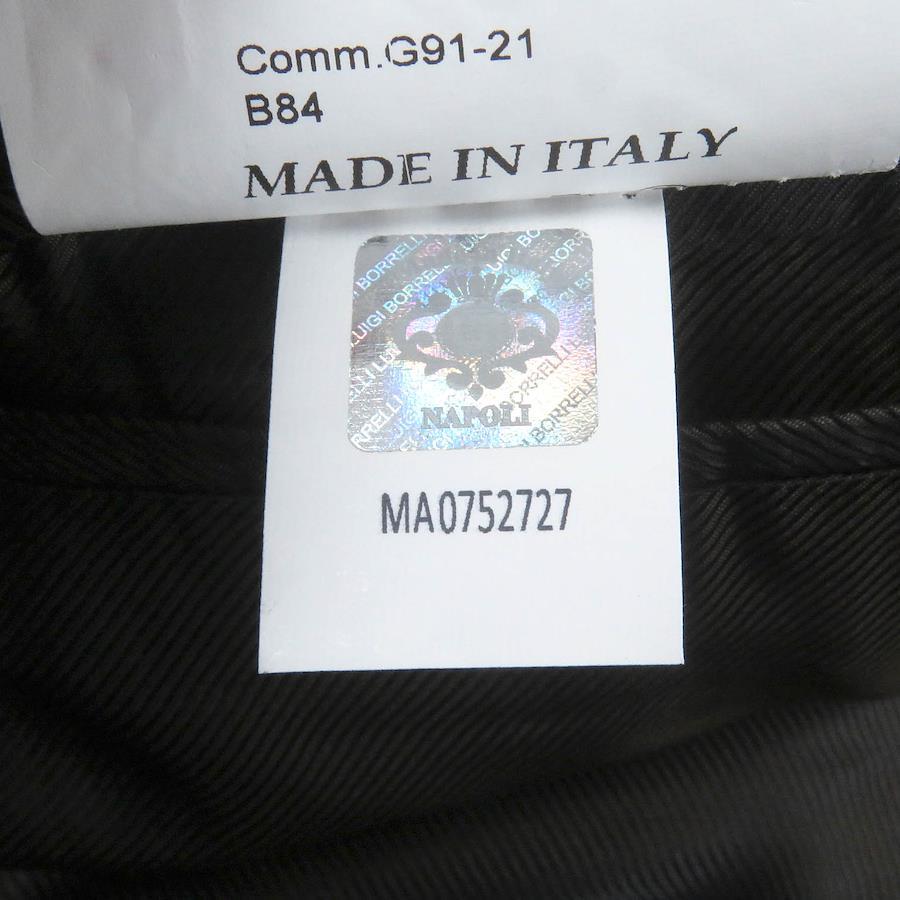 Comm.G91-21
B84
MADE IN ITALY
LUIGI BORRELLI
NAPOLI
MA0752727